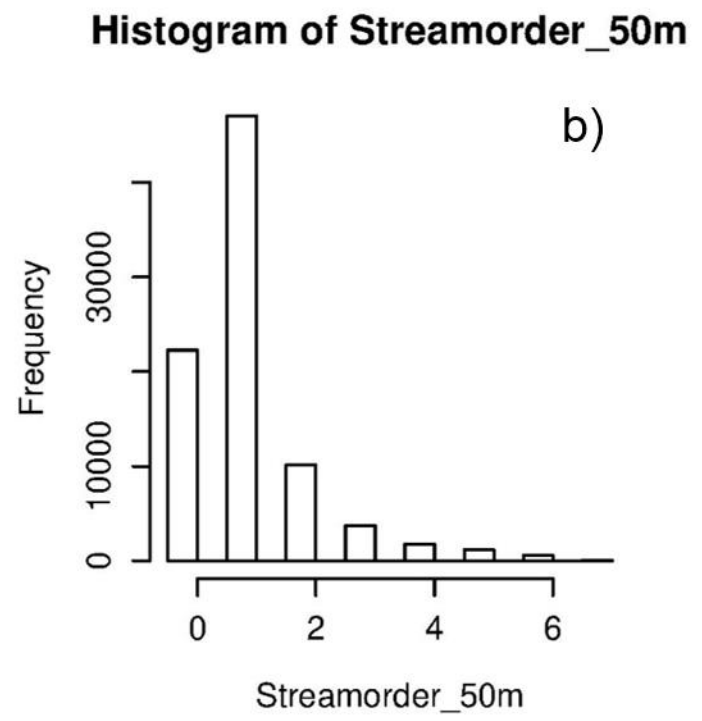 Histogram of Streamorder_50m
b)
Frequency
30000
10000
0
0 2 4 6
Streamorder_50m